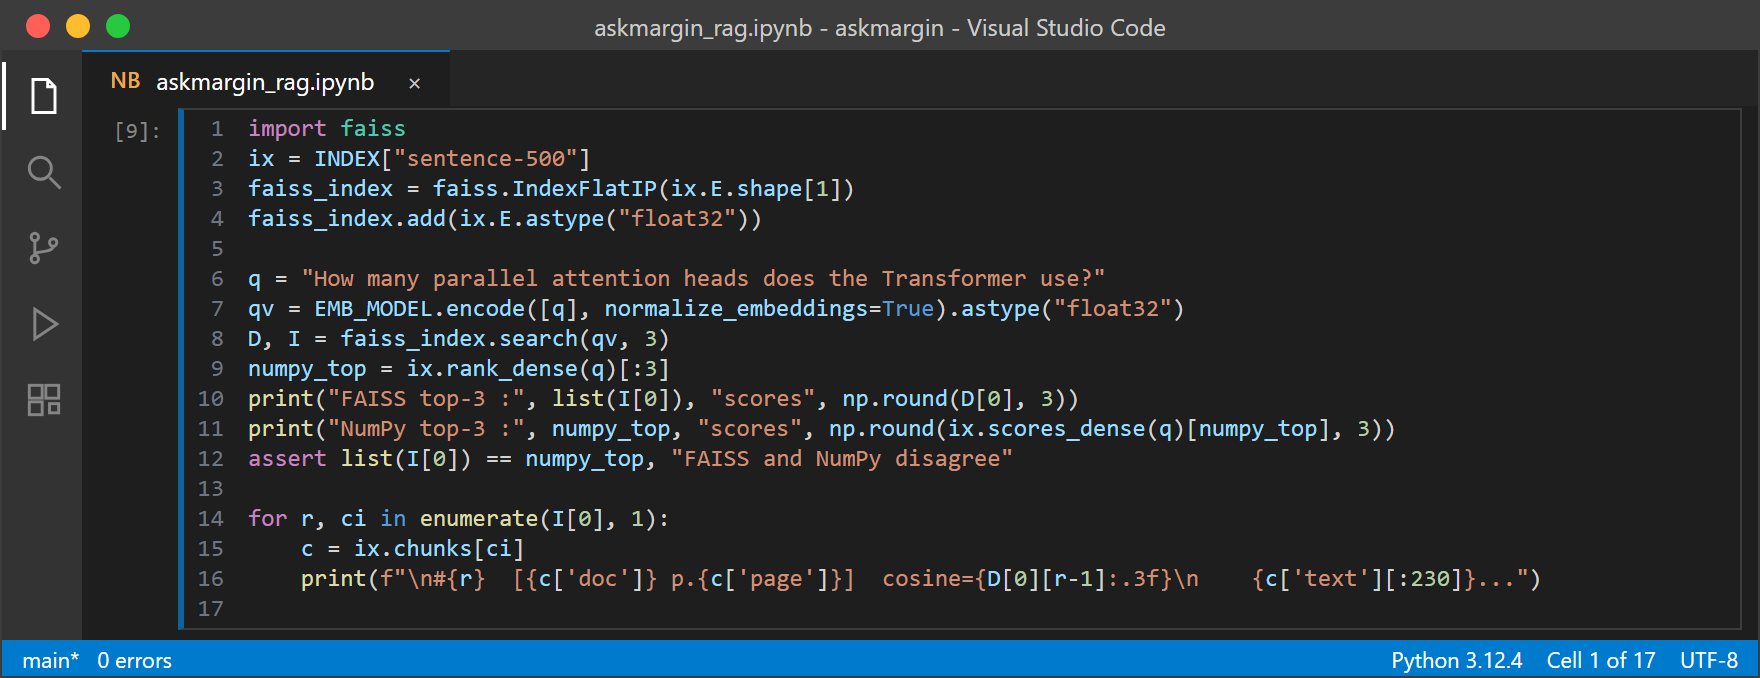 askmargin_rag.ipynb - askmargin - Visual Studio Code
NB askmargin_rag.ipynb ×
[9]:
1 import faiss
2 ix = INDEX["sentence-500"]
3 faiss_index = faiss.IndexFlatIP(ix.E.shape[1])
4 faiss_index.add(ix.E.astype("float32"))
5
6 q = "How many parallel attention heads does the Transformer use?"
7 qv = EMB_MODEL.encode([q], normalize_embeddings=True).astype("float32")
8 D, I = faiss_index.search(qv, 3)
9 numpy_top = ix.rank_dense(q)[:3]
10 print("FAISS top-3 :", list(I[0]), "scores", np.round(D[0], 3))
11 print("NumPy top-3 :", numpy_top, "scores", np.round(ix.scores_dense(q)[numpy_top], 3))
12 assert list(I[0]) == numpy_top, "FAISS and NumPy disagree"
13
14 for r, ci in enumerate(I[0], 1):
15     c = ix.chunks[ci]
16     print(f"\n#{r}  [{c['doc']} p.{c['page']}]  cosine={D[0][r-1]:.3f}\n    {c['text'][:230]}...")
17
main* 0 errors Python 3.12.4 Cell 1 of 17 UTF-8